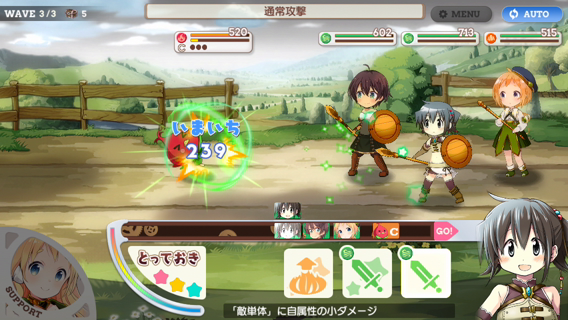 WAVE 3/3 5
通常攻撃
MENU
AUTO
520
C
602
713
515
いまいち
239
C
GO!
とっておき
SUPPORT
「敵単体」に自属性の小ダメージ